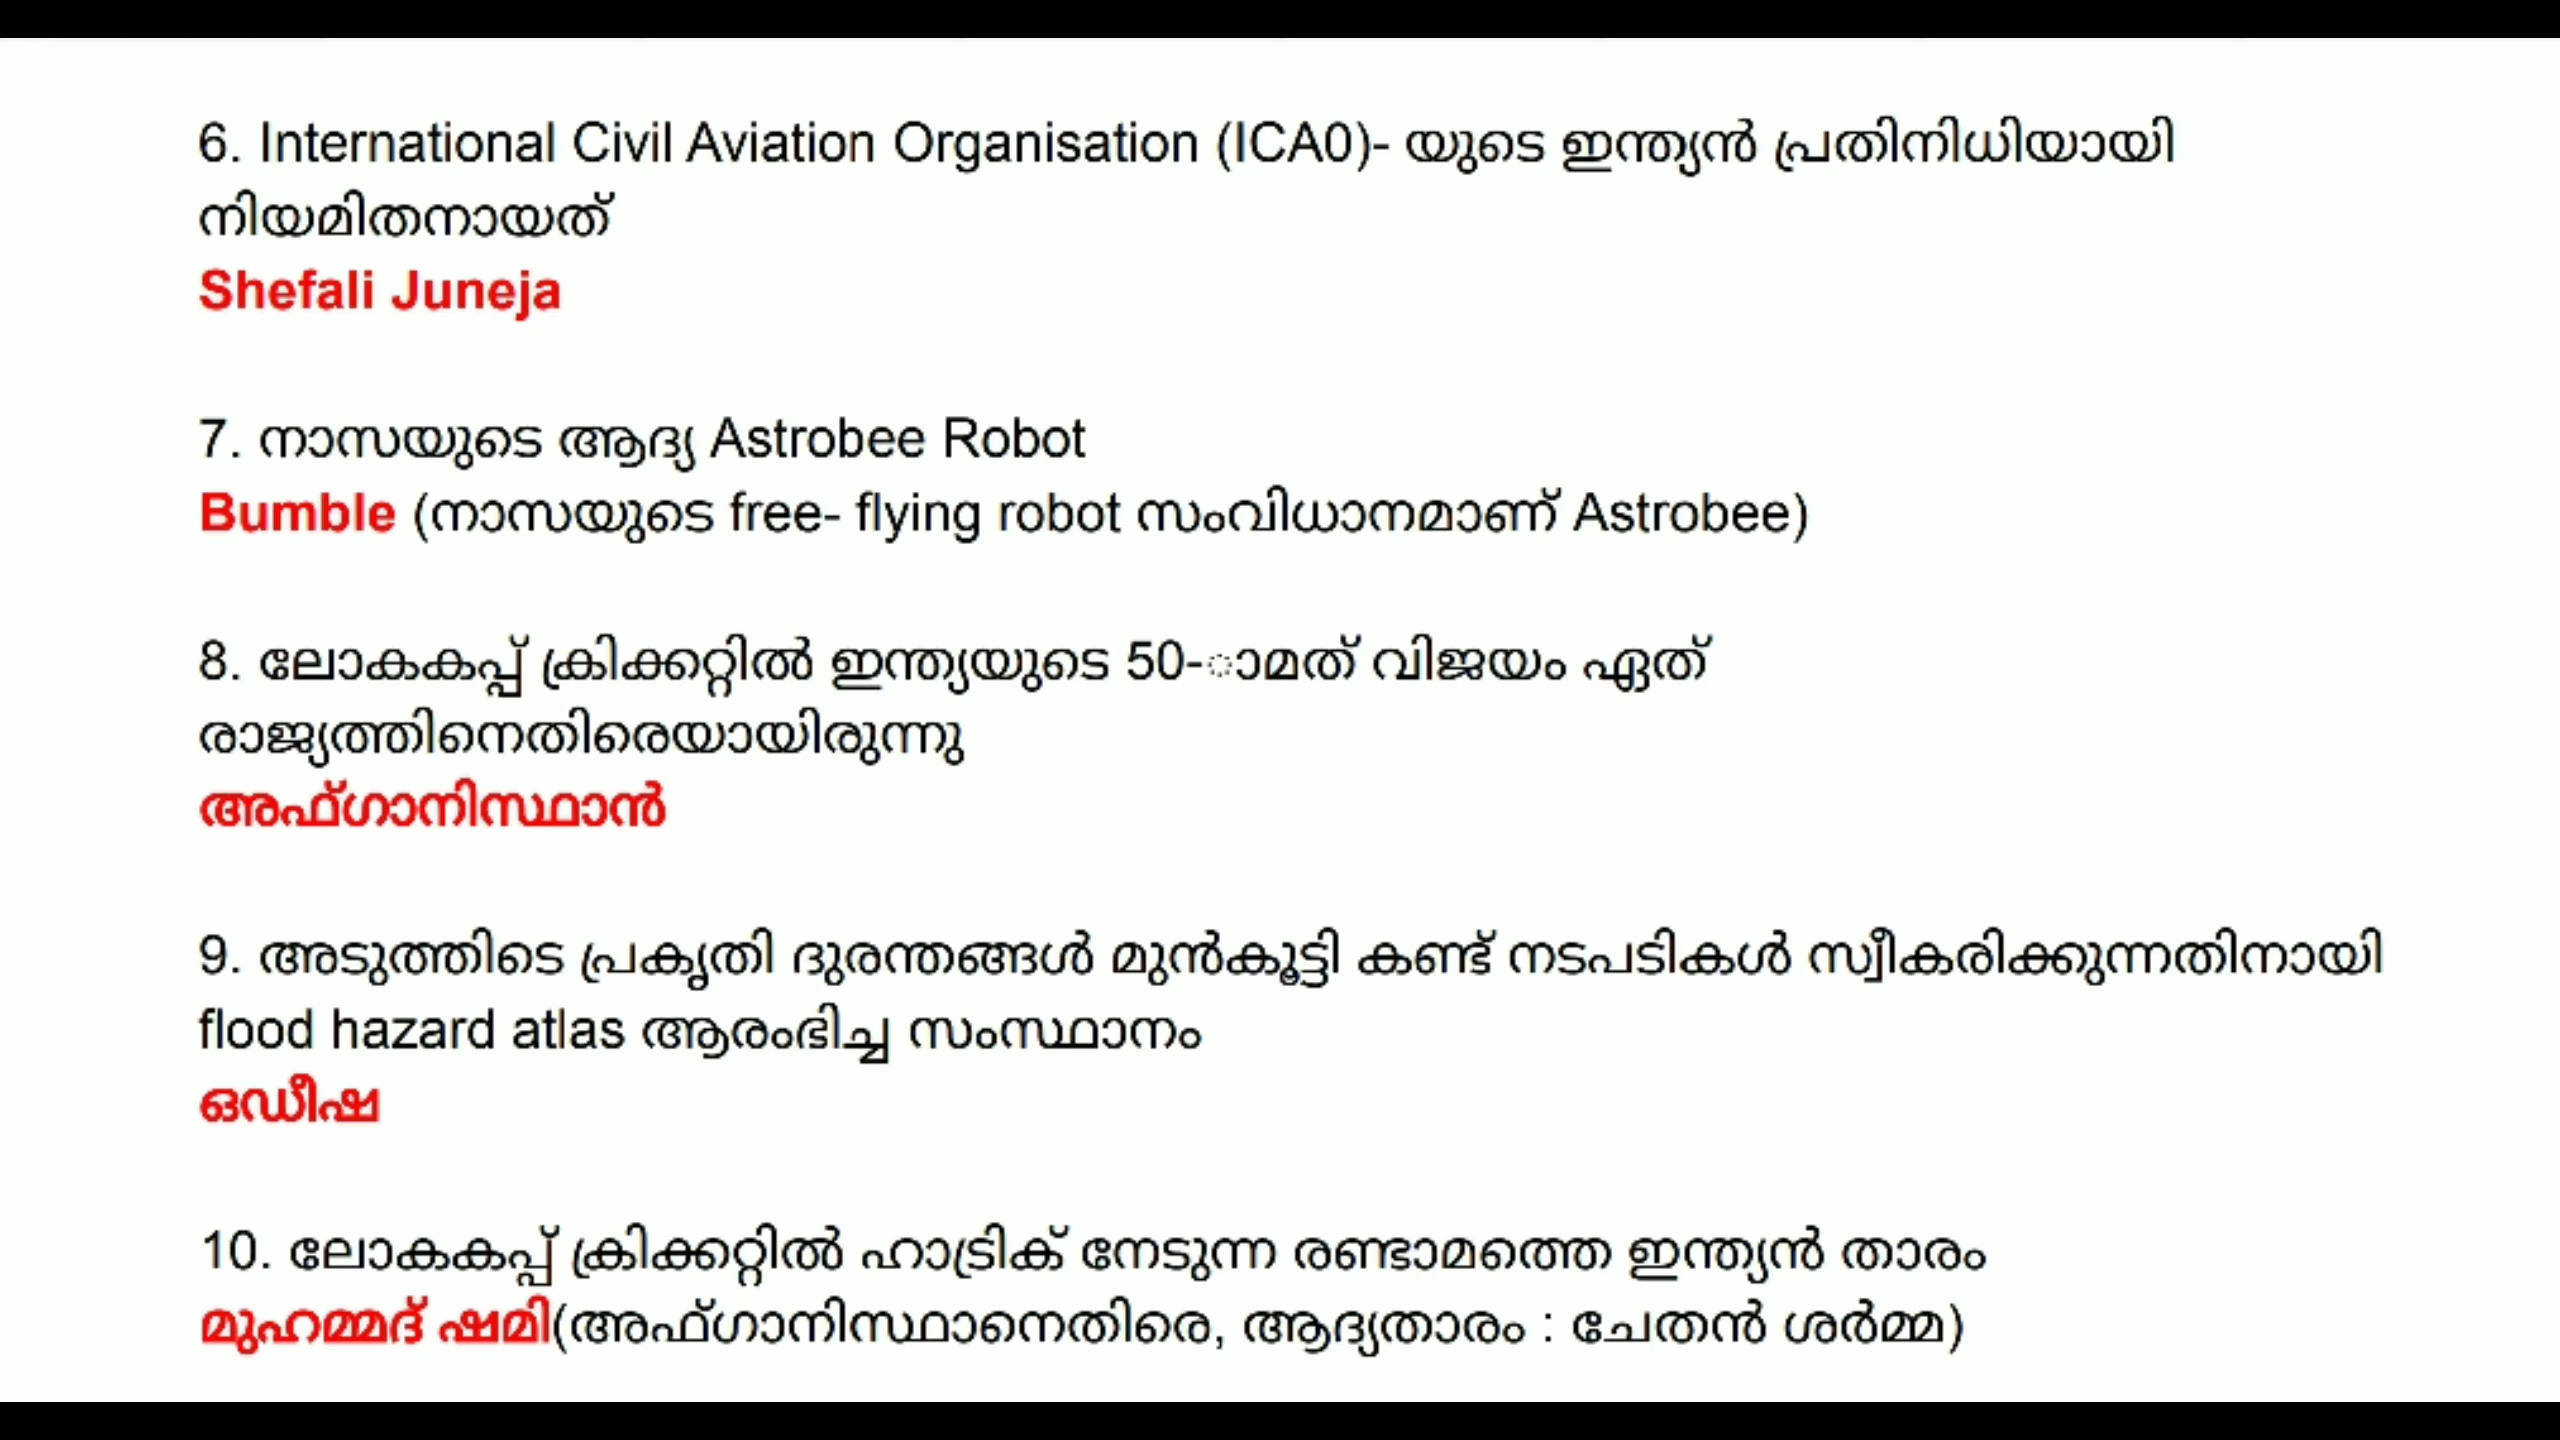 6. International Civil Aviation Organisation (ICA0)- യുടെ ഇന്ത്യൻ പ്രതിനിധിയായി
നിയമിതനായത്
Shefali Juneja
7. നാസയുടെ ആദ്യ Astrobee Robot
Bumble (നാസയുടെ free- flying robot സംവിധാനമാണ് Astrobee)
8. ലോകകപ്പ് ക്രിക്കറ്റിൽ ഇന്ത്യയുടെ 50-ാമത് വിജയം ഏത്
രാജ്യത്തിനെതിരെയായിരുന്നു
അഫ്ഗാനിസ്ഥാൻ
9. അടുത്തിടെ പ്രകൃതി ദുരന്തങ്ങൾ മുൻകൂട്ടി കണ്ട് നടപടികൾ സ്വീകരിക്കുന്നതിനായി
flood hazard atlas ആരംഭിച്ച സംസ്ഥാനം
ഒഡീഷ
10. ലോകകപ്പ് ക്രിക്കറ്റിൽ ഹാട്രിക് നേടുന്ന രണ്ടാമത്തെ ഇന്ത്യൻ താരം
മുഹമ്മദ് ഷമി(അഫ്ഗാനിസ്ഥാനെതിരെ, ആദ്യതാരം : ചേതൻ ശർമ്മ)